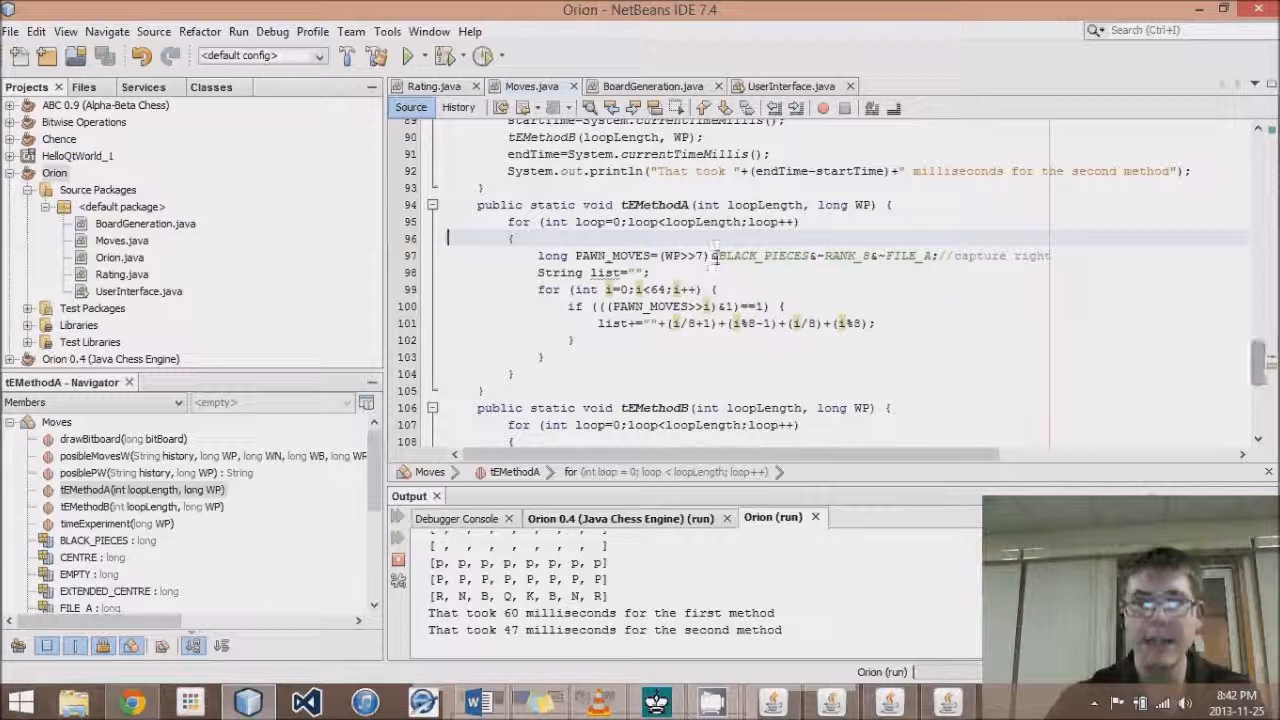 Orion - NetBeans IDE 7.4
File Edit View Navigate Source Refactor Run Debug Profile Team Tools Window Help
Search (Ctrl+I)
<default config>
Projects Files Services Classes
ABC 0.9 (Alpha-Beta Chess)
Bitwise Operations
Chence
HelloQtWorld_1
Orion
Source Packages
<default package>
BoardGeneration.java
Moves.java
Orion.java
Rating.java
UserInterface.java
Test Packages
Libraries
Test Libraries
Orion 0.4 (Java Chess Engine)
tEMethodA - Navigator
Members <empty>
Moves
drawBitboard(long bitBoard)
posibleMovesW(String history, long WP, long WN, long WB, long WR
posiblePW(String history, long WP) : String
tEMethodA(int loopLength, long WP)
tEMethodB(int loopLength, long WP)
timeExperiment(long WP)
BLACK_PIECES : long
CENTRE : long
EMPTY : long
EXTENDED_CENTRE : long
FILE_A : long
Rating.java Moves.java BoardGeneration.java UserInterface.java
Source History
89 startTime=System.currentTimeMillis();
90 tEMethodB(loopLength, WP);
91 endTime=System.currentTimeMillis();
92 System.out.println("That took "+(endTime-startTime)+" milliseconds for the second method");
93 }
94 public static void tEMethodA(int loopLength, long WP) {
95 for (int loop=0;loop<loopLength;loop++)
96 {
97 long PAWN_MOVES=(WP>>7)&BLACK_PIECES&~RANK_8&~FILE_A;//capture right
98 String list="";
99 for (int i=0;i<64;i++) {
100 if (((PAWN_MOVES>>i)&1)==1) {
101 list+=""+(i/8+1)+(i%8-1)+(i/8)+(i%8);
102 }
103 }
104 }
105 }
106 public static void tEMethodB(int loopLength, long WP) {
107 for (int loop=0;loop<loopLength;loop++)
108 {
Moves tEMethodA for (int loop = 0; loop < loopLength; loop++)
Output
Debugger Console Orion 0.4 (Java Chess Engine) (run) Orion (run)
[ , , , , , , , ]
[p, p, p, p, p, p, p, p]
[P, P, P, P, P, P, P, P]
[R, N, B, Q, K, B, N, R]
That took 60 milliseconds for the first method
That took 47 milliseconds for the second method
Orion (run)
8:42 PM
2013-11-25